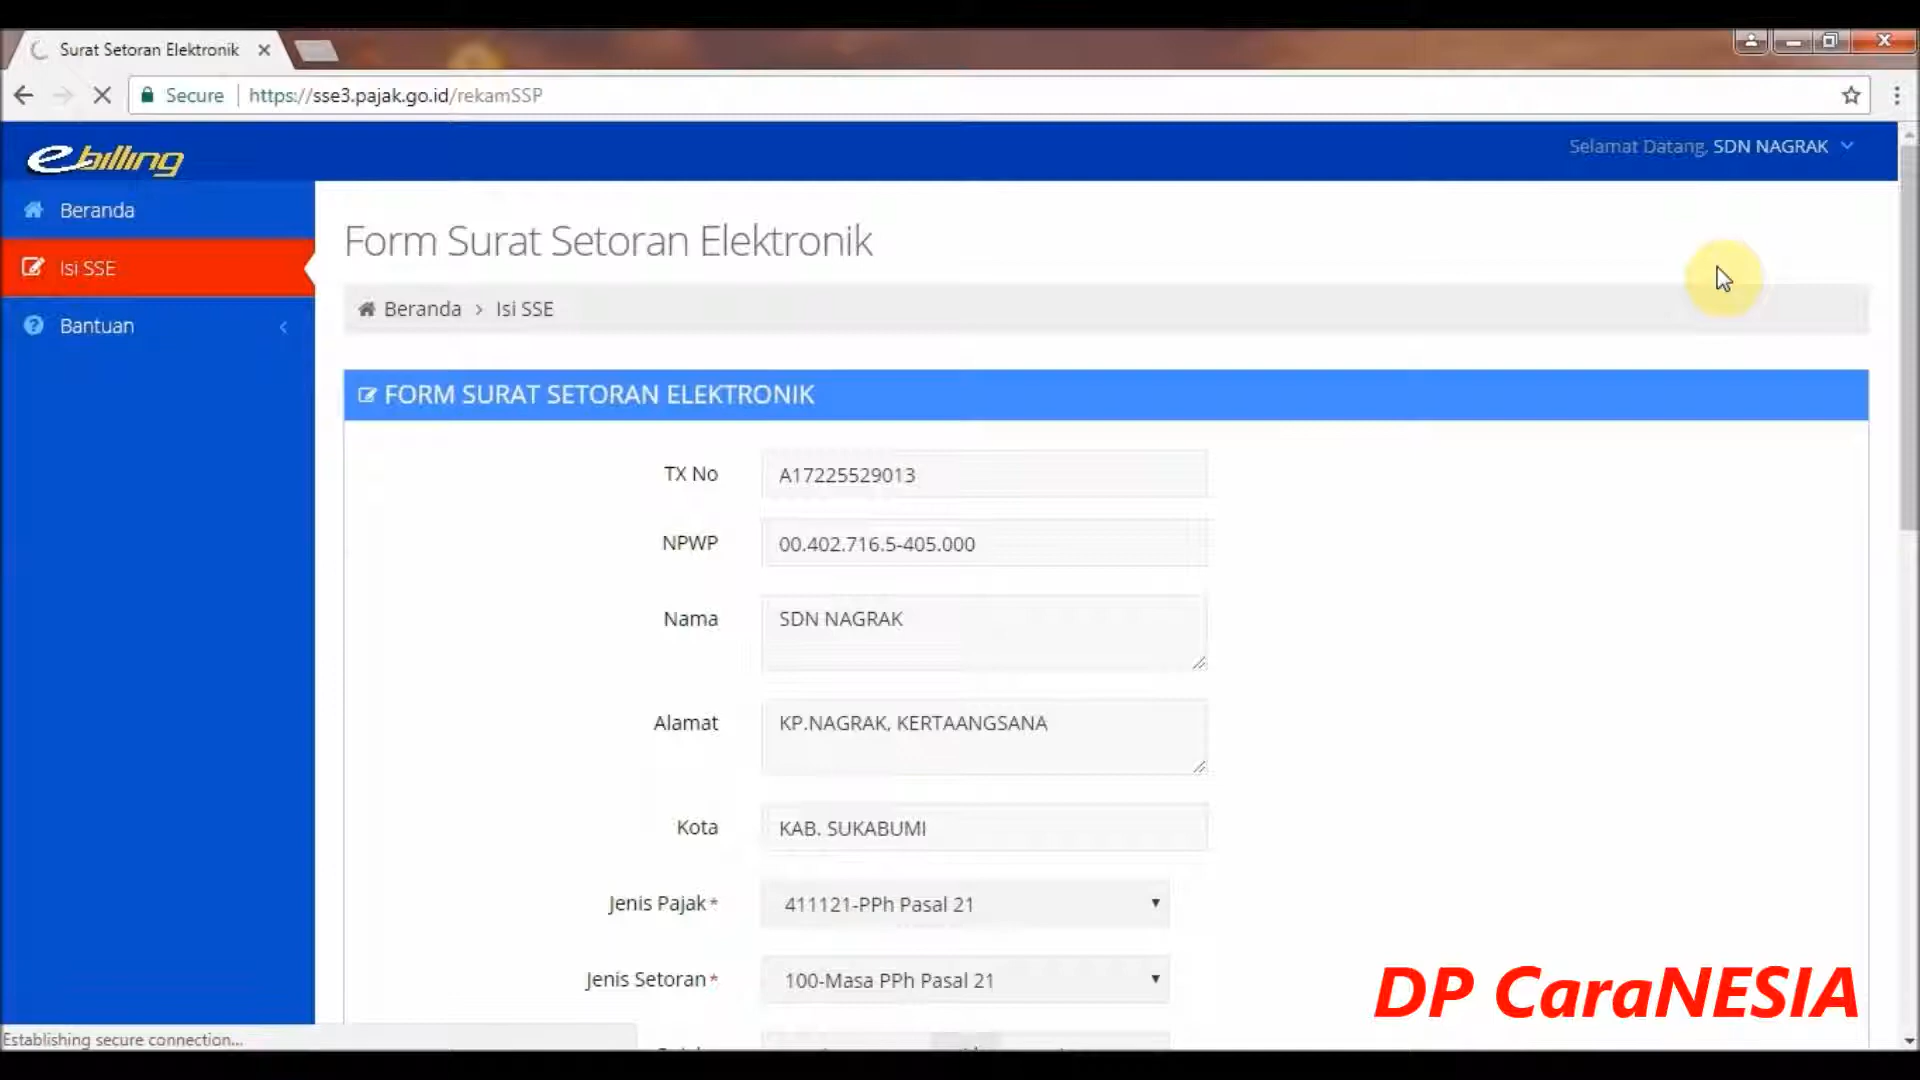 Surat Setoran Elektronik
Secure
https://sse3.pajak.go.id/rekamSSP
ebilling
Selamat Datang, SDN NAGRAK
Beranda
Isi SSE
Bantuan
Form Surat Setoran Elektronik
Beranda > Isi SSE
FORM SURAT SETORAN ELEKTRONIK
TX No A17225529013
NPWP 00.402.716.5-405.000
Nama SDN NAGRAK
Alamat KP.NAGRAK, KERTAANGSANA
Kota KAB. SUKABUMI
Jenis Pajak* 411121-PPh Pasal 21
Jenis Setoran* 100-Masa PPh Pasal 21
DP CaraNESIA
Establishing secure connection...